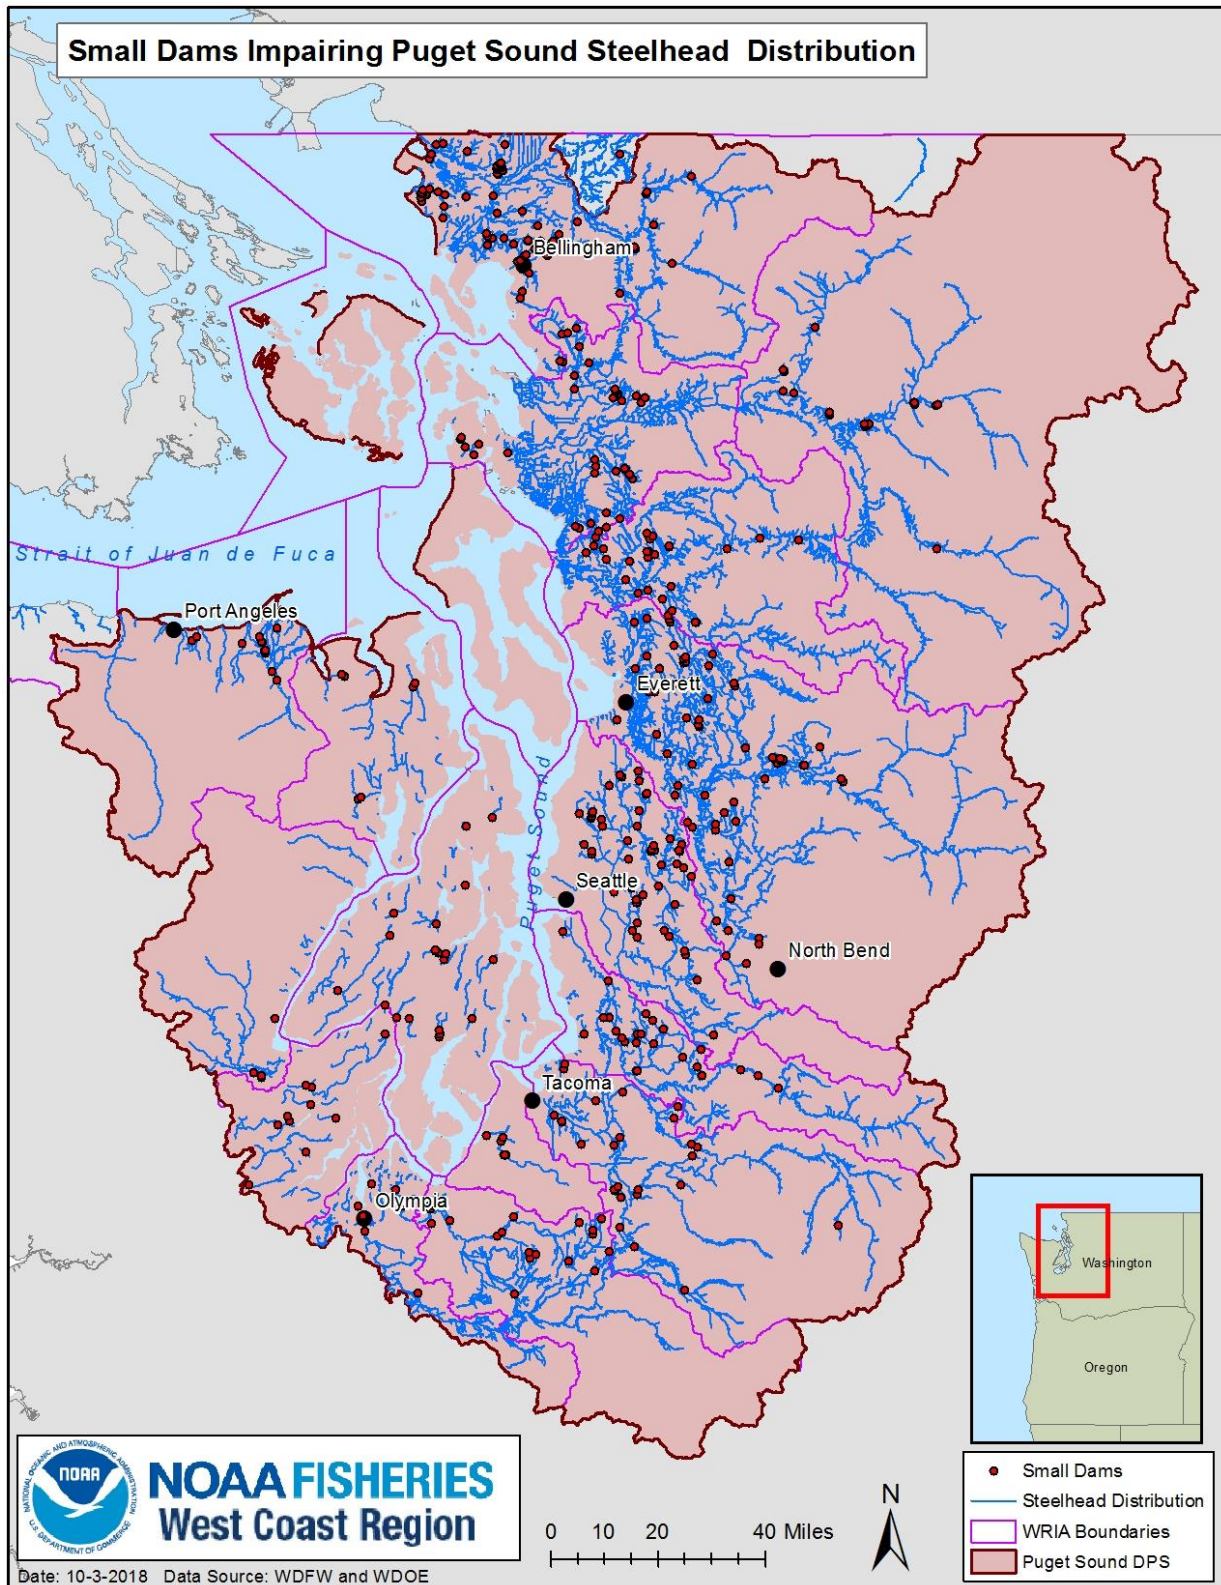 Small Dams Impairing Puget Sound Steelhead  Distribution
Bellingham
Strait of Juan de Fuca
Port Angeles
Everett
Puget Sound
Seattle
North Bend
Tacoma
Olympia
Washington
Oregon
NATIONAL OCEANIC AND ATMOSPHERIC ADMINISTRATION
NOAA
U.S. DEPARTMENT OF COMMERCE
NOAA FISHERIES
West Coast Region
0 10 20 40 Miles
N
Small Dams
Steelhead Distribution
WRIA Boundaries
Puget Sound DPS
Date: 10-3-2018   Data Source: WDFW and WDOE